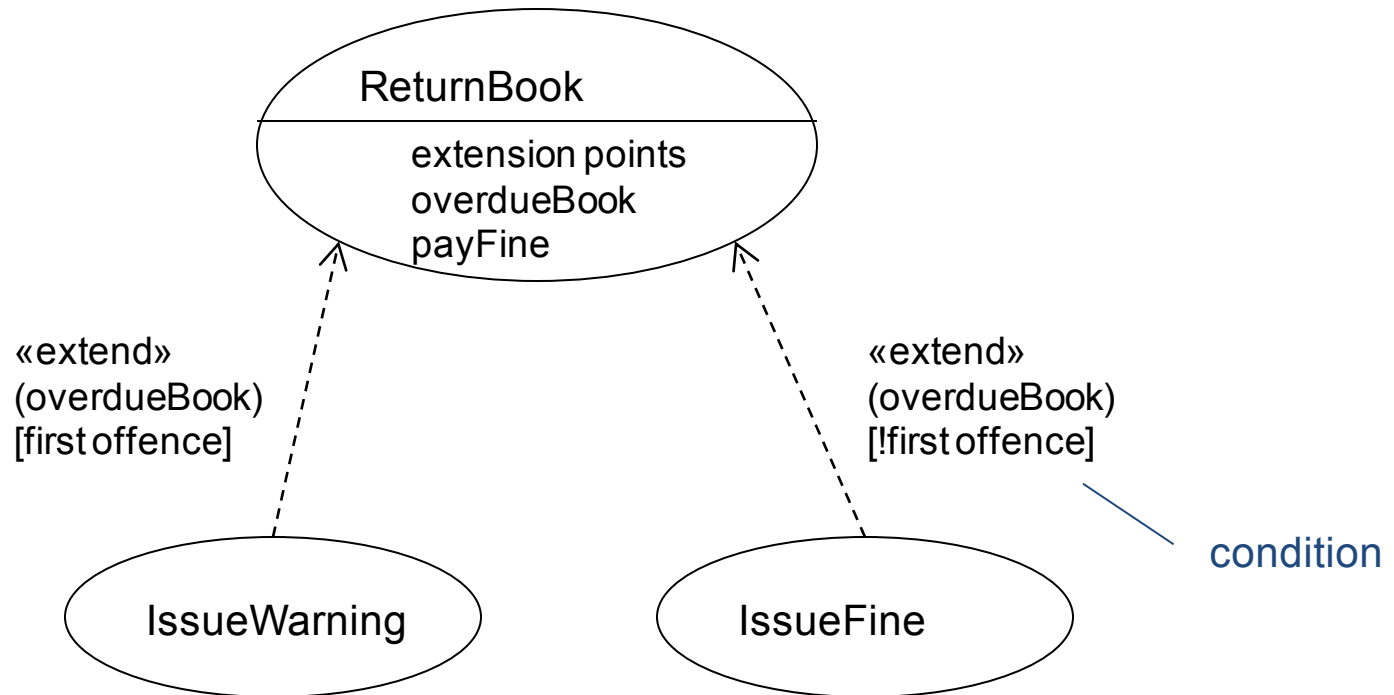 ReturnBook
extension points
overdueBook
payFine
«extend»
(overdueBook)
[first offence]
«extend»
(overdueBook)
[!first offence]
condition
IssueWarning
IssueFine